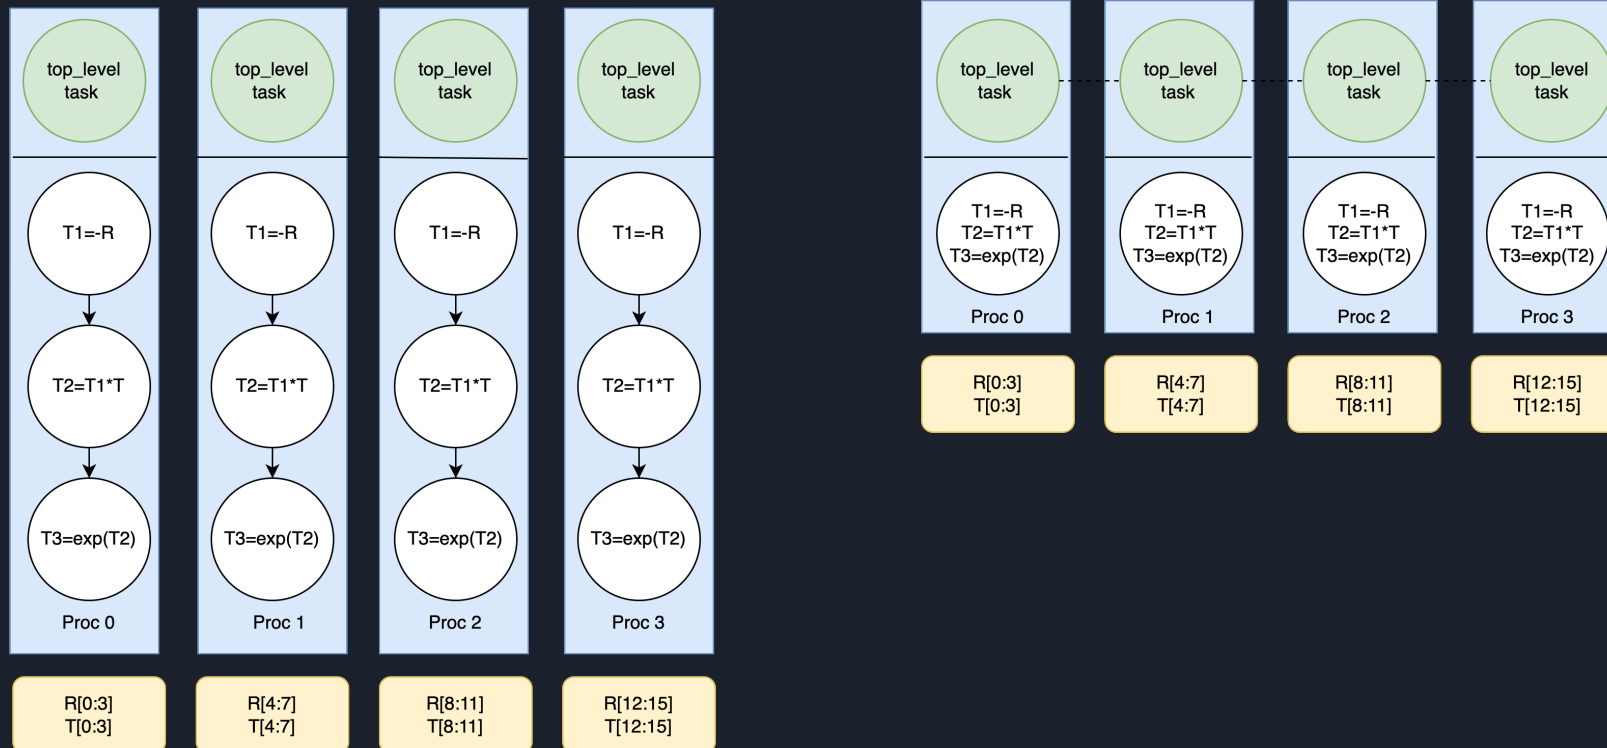 top_level
task
top_level
task
top_level
task
top_level
task
T1=-R
T1=-R
T1=-R
T1=-R
T2=T1*T
T2=T1*T
T2=T1*T
T2=T1*T
T3=exp(T2)
T3=exp(T2)
T3=exp(T2)
T3=exp(T2)
Proc 0
Proc 1
Proc 2
Proc 3
R[0:3]
T[0:3]
R[4:7]
T[4:7]
R[8:11]
T[8:11]
R[12:15]
T[12:15]
top_level
task
top_level
task
top_level
task
top_level
task
T1=-R
T2=T1*T
T3=exp(T2)
T1=-R
T2=T1*T
T3=exp(T2)
T1=-R
T2=T1*T
T3=exp(T2)
T1=-R
T2=T1*T
T3=exp(T2)
Proc 0
Proc 1
Proc 2
Proc 3
R[0:3]
T[0:3]
R[4:7]
T[4:7]
R[8:11]
T[8:11]
R[12:15]
T[12:15]